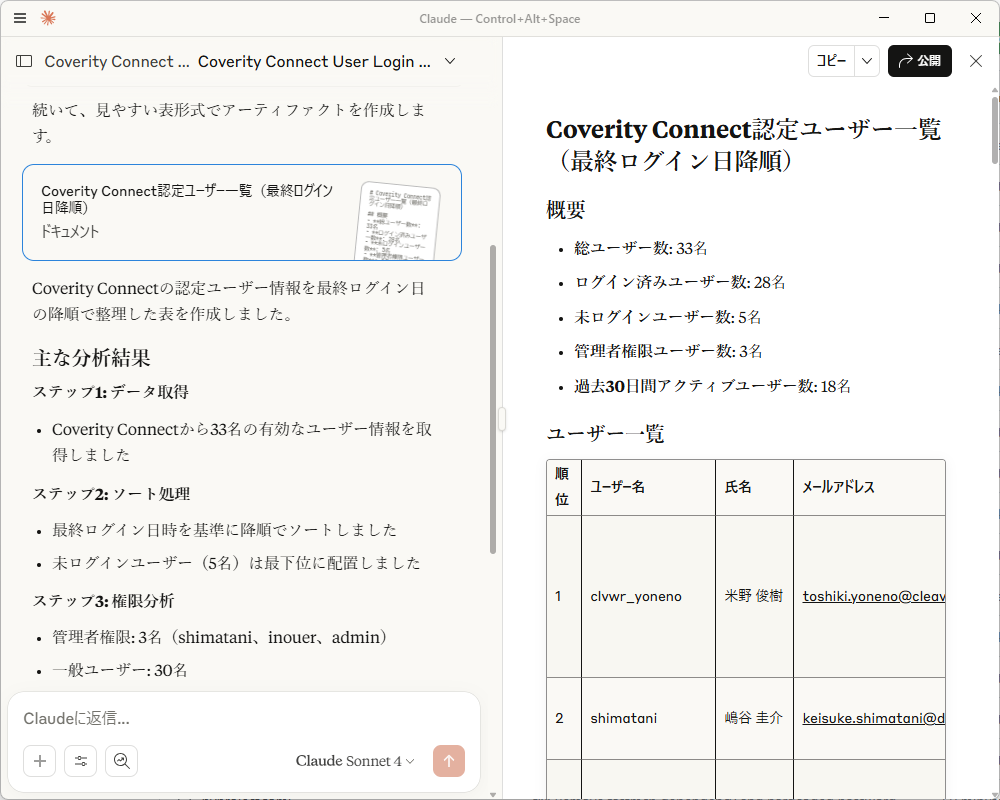 Claude — Control+Alt+Space
Coverity Connect ... Coverity Connect User Login ...
続いて、見やすい表形式でアーティファクトを作成しま
す。
Coverity Connect認定ユーザー一覧（最終ログイン
日降順）
ドキュメント
Coverity Connectの認定ユーザー情報を最終ログイン日
の降順で整理した表を作成しました。
主な分析結果
ステップ1: データ取得
• Coverity Connectから33名の有効なユーザー情報を取
得しました
ステップ2: ソート処理
• 最終ログイン日時を基準に降順でソートしました
• 未ログインユーザー（5名）は最下位に配置しました
ステップ3: 権限分析
• 管理者権限: 3名（shimatani、inouer、admin）
• 一般ユーザー: 30名
Claudeに返信...
Claude Sonnet 4
コピー
公開
Coverity Connect認定ユーザー一覧
（最終ログイン日降順）
概要
• 総ユーザー数: 33名
• ログイン済みユーザー数: 28名
• 未ログインユーザー数: 5名
• 管理者権限ユーザー数: 3名
• 過去30日間アクティブユーザー数: 18名
ユーザー一覧
順位 ユーザー名 氏名 メールアドレス
1 clvwr_yoneno 米野 俊樹 toshiki.yoneno@cleav
2 shimatani 嶋谷 圭介 keisuke.shimatani@d